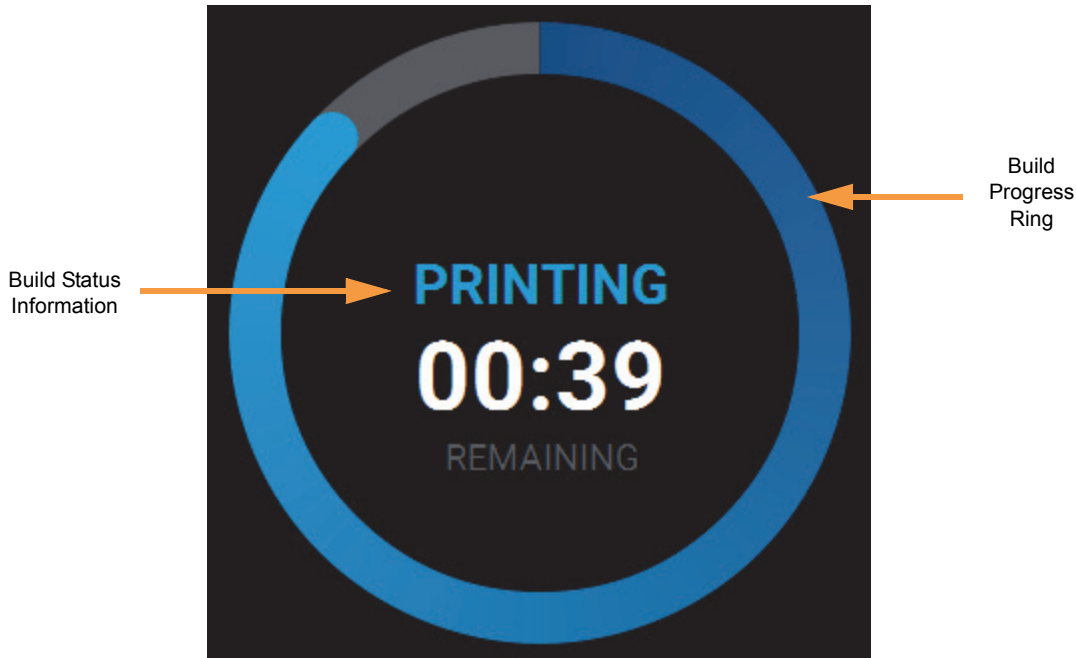 Build
Progress
Ring
Build Status
Information
PRINTING
00:39
REMAINING